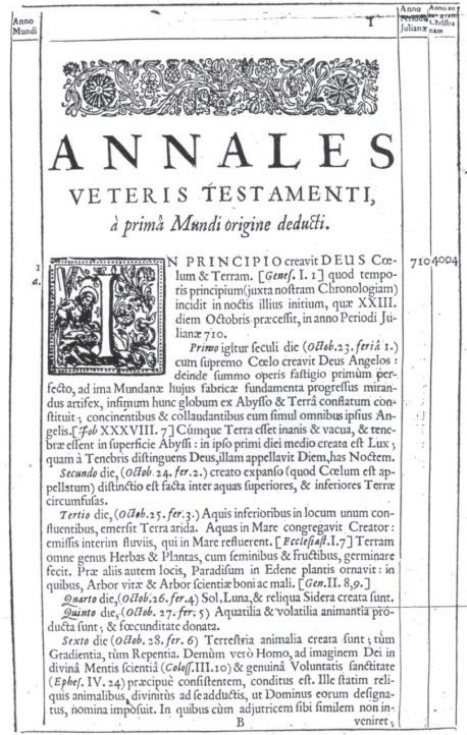 Anno Mundi
1
Anno Periodi Julianæ
Anno an
Christia
nam
ANNALES
VETERIS TESTAMENTI,
à primâ Mundi origine deducti.
1
a.
IN PRINCIPIO creavit DEUS Cœ-
lum & Terram. [Genes. I. 1] quod tempo-
ris principium (juxta nostram Chronologiam)
incidit in noctis illius initium, quæ XXIII.
diem Octobris præcessit, in anno Periodi Ju-
lianæ 710.
710 4004
Primo igitur seculi die (Octob. 23. feriâ 1.)
cum supremo Cœlo creavit Deus Angelos:
deinde summo operis fastigio primùm per-
fecto, ad ima Mundanæ hujus fabricæ fundamenta progressus miran-
dus artifex, infimum hunc globum ex Abysso & Terrâ conflatum con-
stituit; concinentibus & collaudantibus eum simul omnibus ipsius An-
gelis. [Job XXXVIII. 7] Cúmque Terra esset inanis & vacua, & tene-
bræ essent in superficie Abyssi: in ipso primi diei medio creata est Lux;
quam à Tenebris distinguens Deus, illam appellavit Diem, has Noctem.
Secundo die, (Octob. 24. fer. 2.) creato expanso (quod Cœlum est ap-
pellatum) distinctio est facta inter aquas superiores, & inferiores Terræ
circumfusas.
Tertio die, (Octob. 25. fer. 3.) Aquis inferioribus in locum unum con-
fluentibus, emersit Terra arida. Aquas in Mare congregavit Creator:
emissis interim fluviis, qui in Mare refluerent. [Ecclesiast. I. 7] Terram
omne genus Herbas & Plantas, cum seminibus & fructibus, germinare
fecit. Præ aliis autem locis, Paradisum in Edene plantis ornavit: in
quibus, Arbor vitæ & Arbor scientiæ boni ac mali. [Gen. II. 8, 9.]
Quarto die, (Octob. 26. fer. 4) Sol, Luna, & reliqua Sidera creata sunt.
Quinto die, (Octob. 27. fer. 5) Aquatilia & volatilia animantia pro-
ducta sunt; & fœcunditate donata.
Sexto die (Octob. 28. fer. 6) Terrestria animalia creata sunt; tùm
Gradientia, tùm Repentia. Demùm verò Homo, ad imaginem Dei in
divinâ Mentis scientiâ (Coloss. III. 10) & genuinâ Voluntatis sanctitate
(Ephes. IV. 24) præcipuè consistentem, conditus est. Ille statim reli-
quis animalibus, divinitùs ad se adductis, ut Dominus eorum designa-
tus, nomina imposuit. In quibus cùm adjutricem sibi similem non in-
B
veniret;